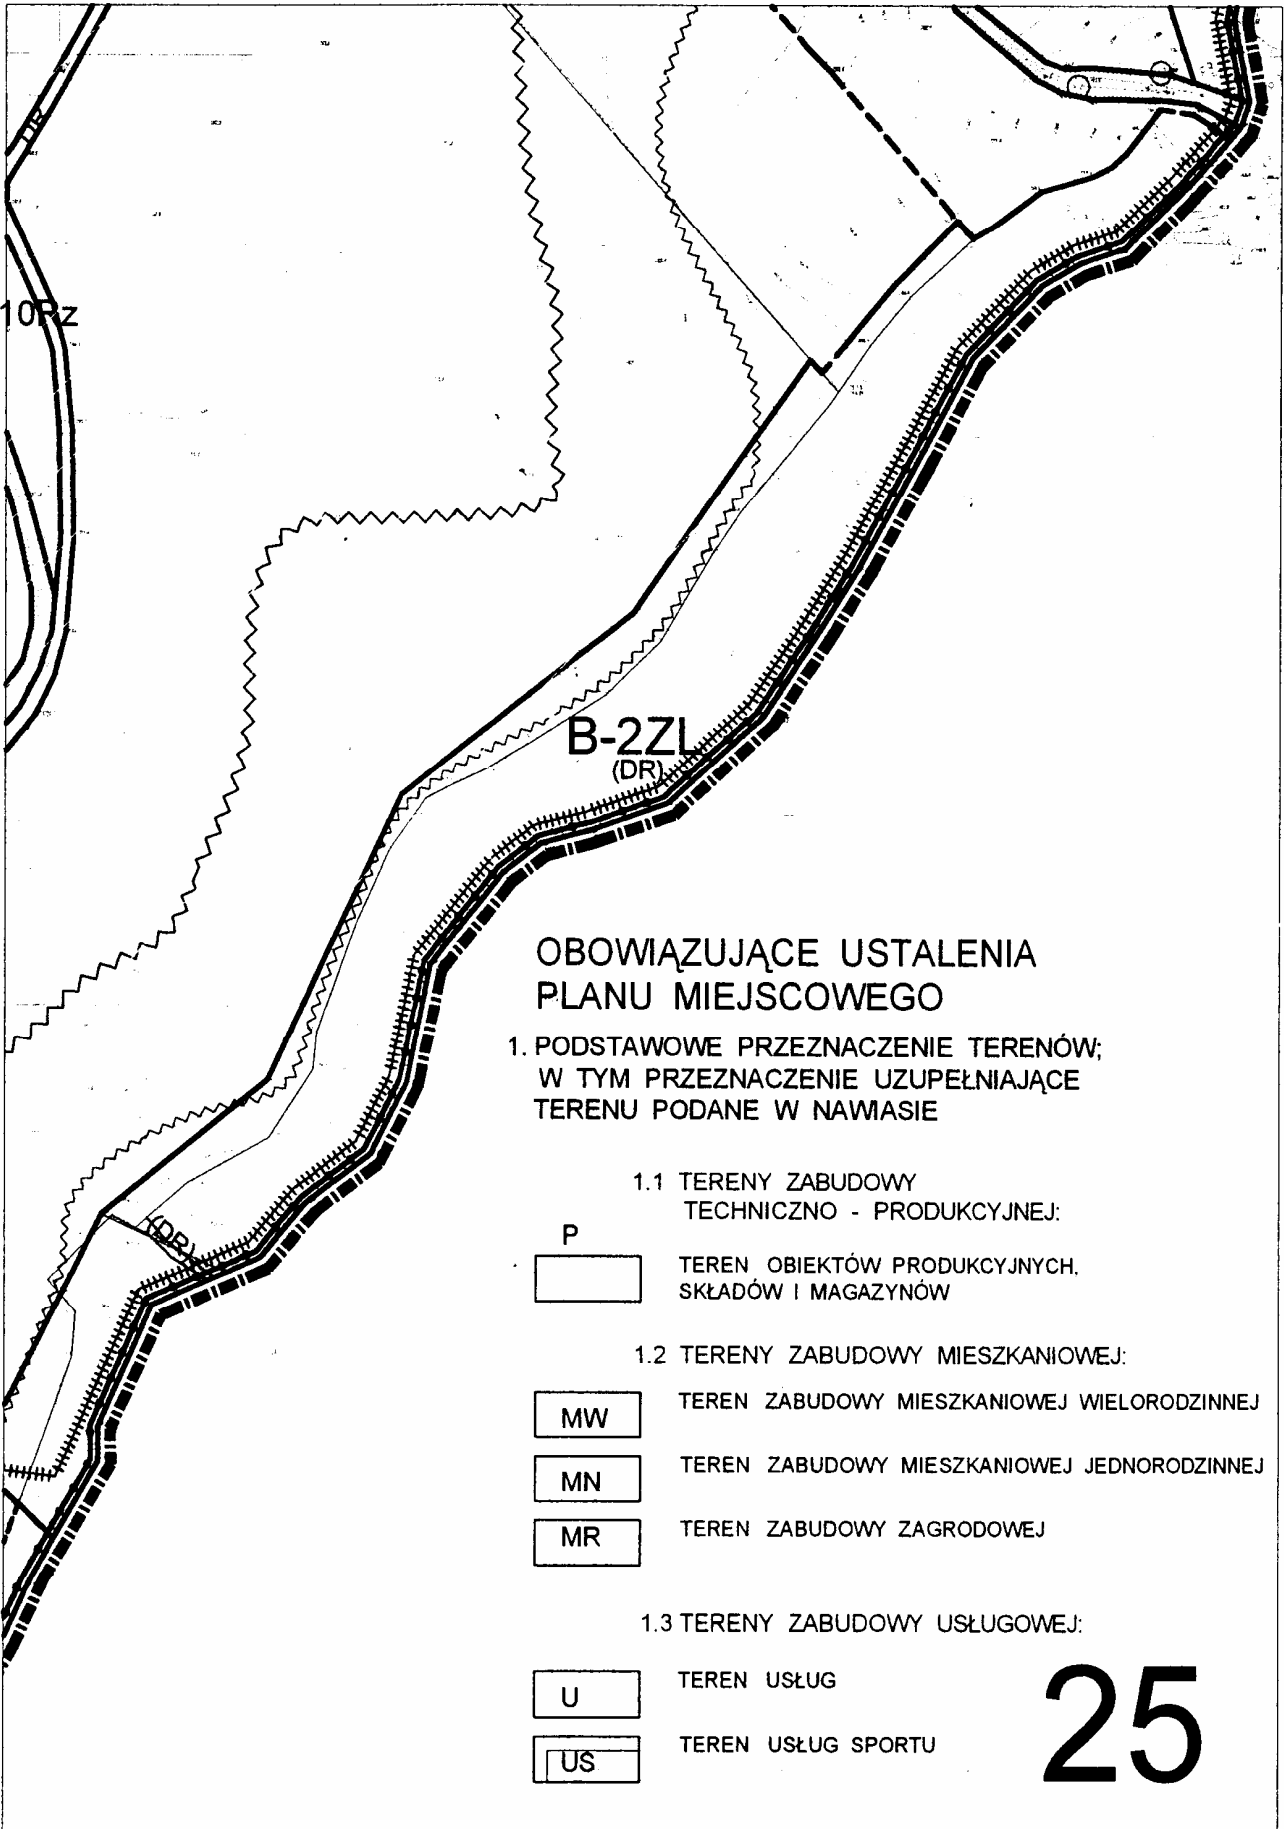 DR
10Rz
B-2ZL
(DR)
(DR)
OBOWIĄZUJĄCE USTALENIA
PLANU MIEJSCOWEGO
1. PODSTAWOWE PRZEZNACZENIE TERENÓW;
W TYM PRZEZNACZENIE UZUPEŁNIAJĄCE
TERENU PODANE W NAWIASIE
1.1 TERENY ZABUDOWY
TECHNICZNO - PRODUKCYJNEJ:
P
TEREN OBIEKTÓW PRODUKCYJNYCH,
SKŁADÓW I MAGAZYNÓW
1.2 TERENY ZABUDOWY MIESZKANIOWEJ:
MW TEREN ZABUDOWY MIESZKANIOWEJ WIELORODZINNEJ
MN TEREN ZABUDOWY MIESZKANIOWEJ JEDNORODZINNEJ
MR TEREN ZABUDOWY ZAGRODOWEJ
1.3 TERENY ZABUDOWY USŁUGOWEJ:
U TEREN USŁUG
US TEREN USŁUG SPORTU
25